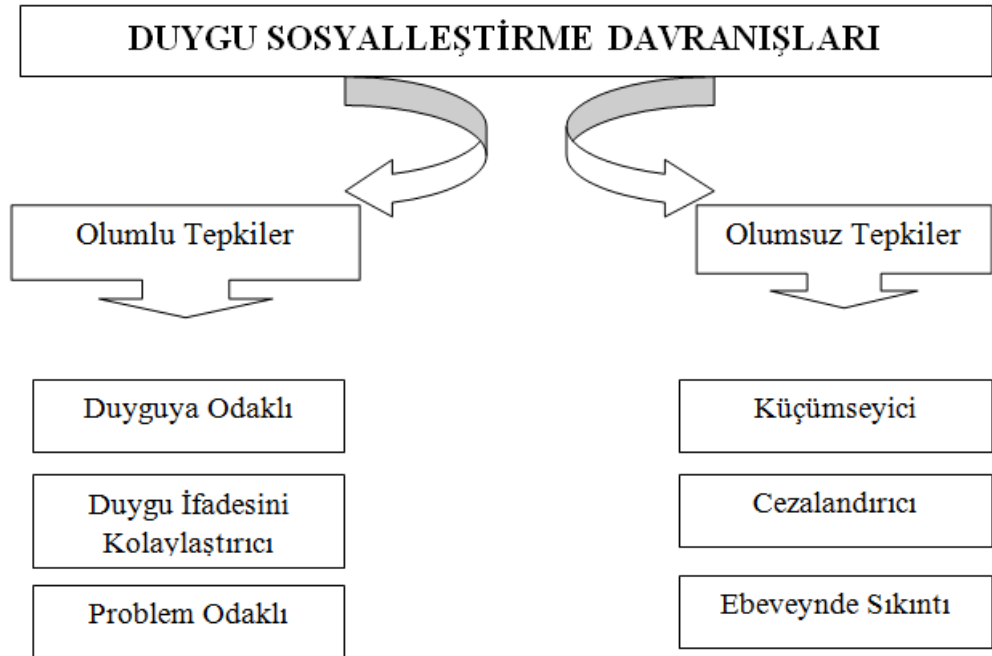 DUYGU SOSYALLEŞTİRME DAVRANIŞLARI
Olumlu Tepkiler
Olumsuz Tepkiler
Duyguya Odaklı
Küçümseyici
Duygu İfadesini
Kolaylaştırıcı
Cezalandırıcı
Problem Odaklı
Ebeveynde Sıkıntı